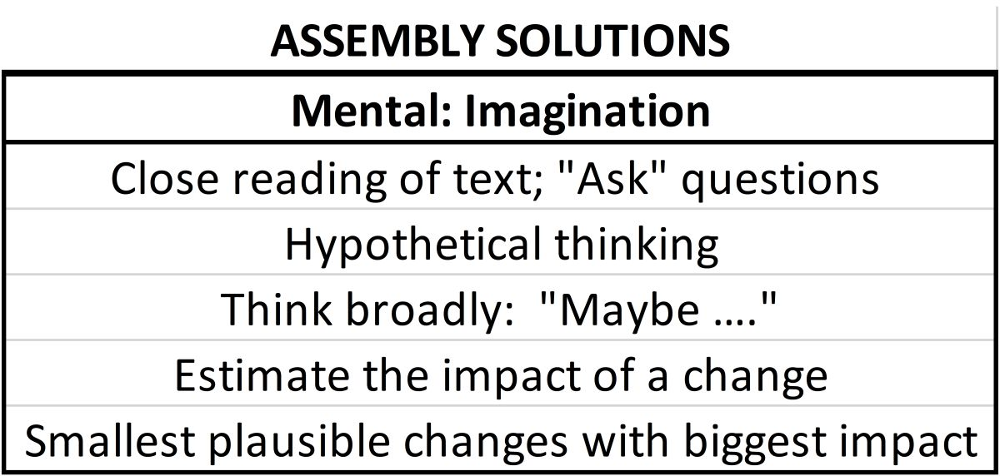 ASSEMBLY SOLUTIONS
Mental: Imagination
Close reading of text; "Ask" questions
Hypothetical thinking
Think broadly:  "Maybe …."
Estimate the impact of a change
Smallest plausible changes with biggest impact